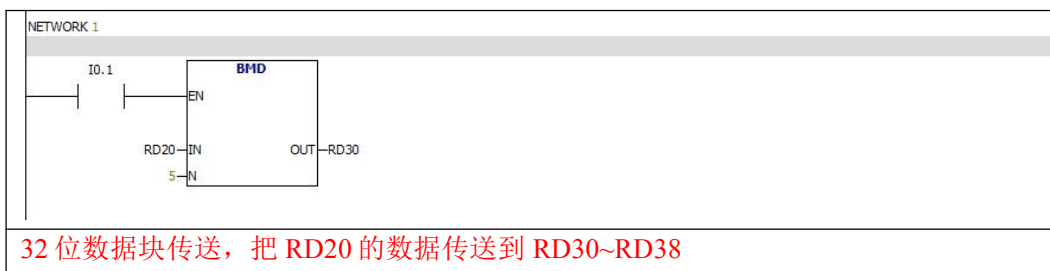 NETWORK 1
I0.1
BMD
EN
RD20 IN OUT RD30
5 N
32 位数据块传送，把 RD20 的数据传送到 RD30~RD38